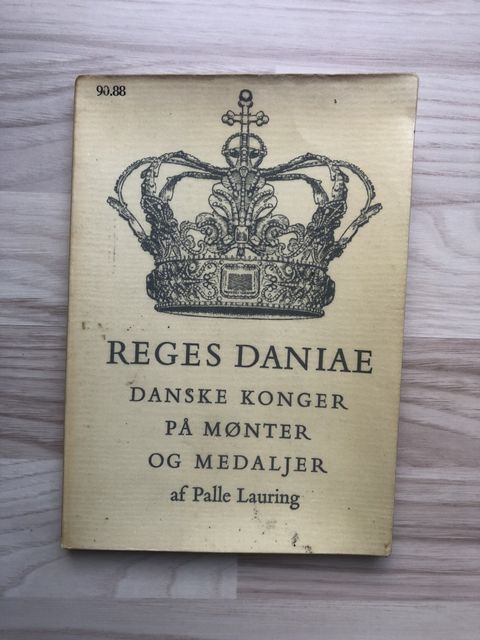 90.88
REGES DANIAE
DANSKE KONGER
PÅ MØNTER
OG MEDALJER
af Palle Lauring